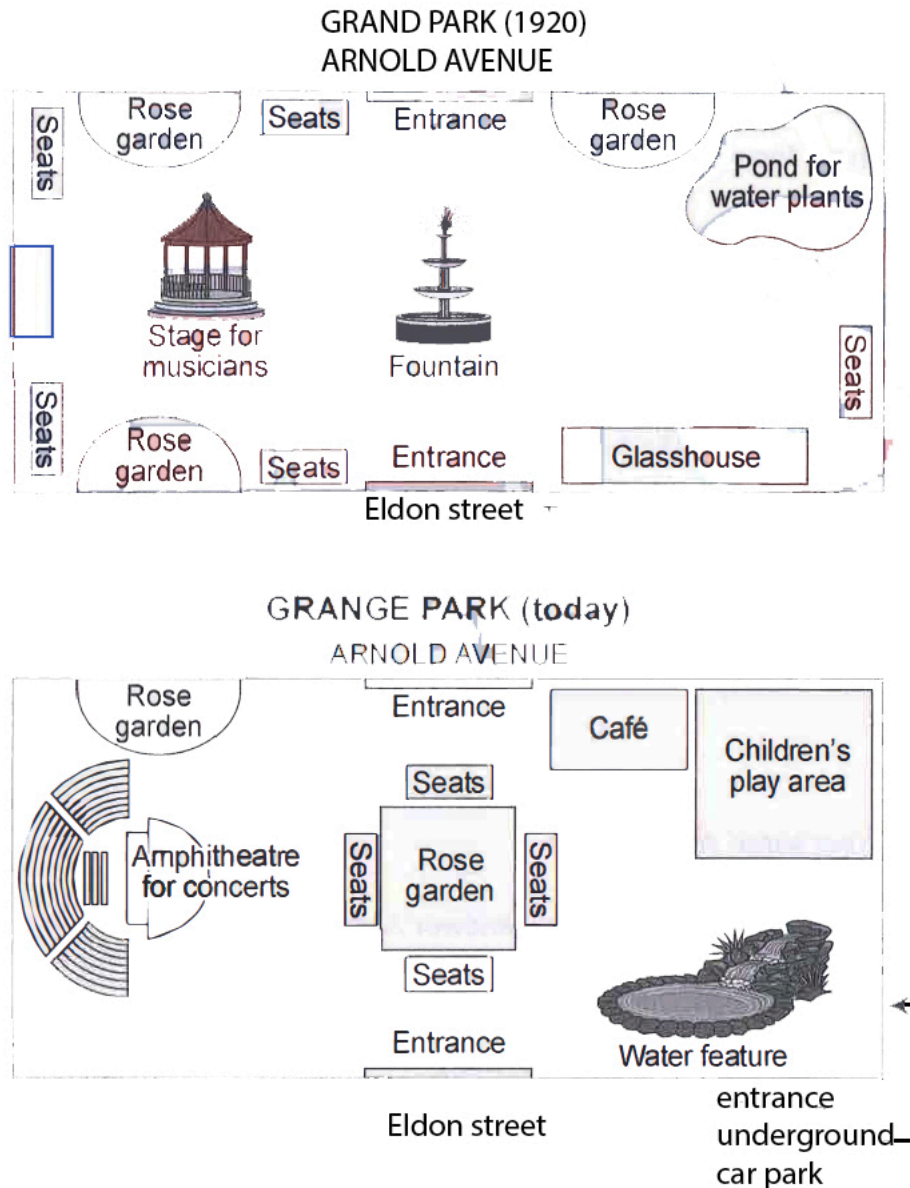 GRAND PARK (1920)
ARNOLD AVENUE
Rose
garden
Seats
Entrance
Rose
garden
Seats
Pond for
water plants
Stage for
musicians
Fountain
Seats
Seats
Rose
garden
Seats
Entrance
Glasshouse
Eldon street
GRANGE PARK (today)
ARNOLD AVENUE
Rose
garden
Entrance
Café
Children's
play area
Seats
Amphitheatre
for concerts
Seats
Rose
garden
Seats
Seats
Entrance
Water feature
Eldon street
entrance
underground
car park